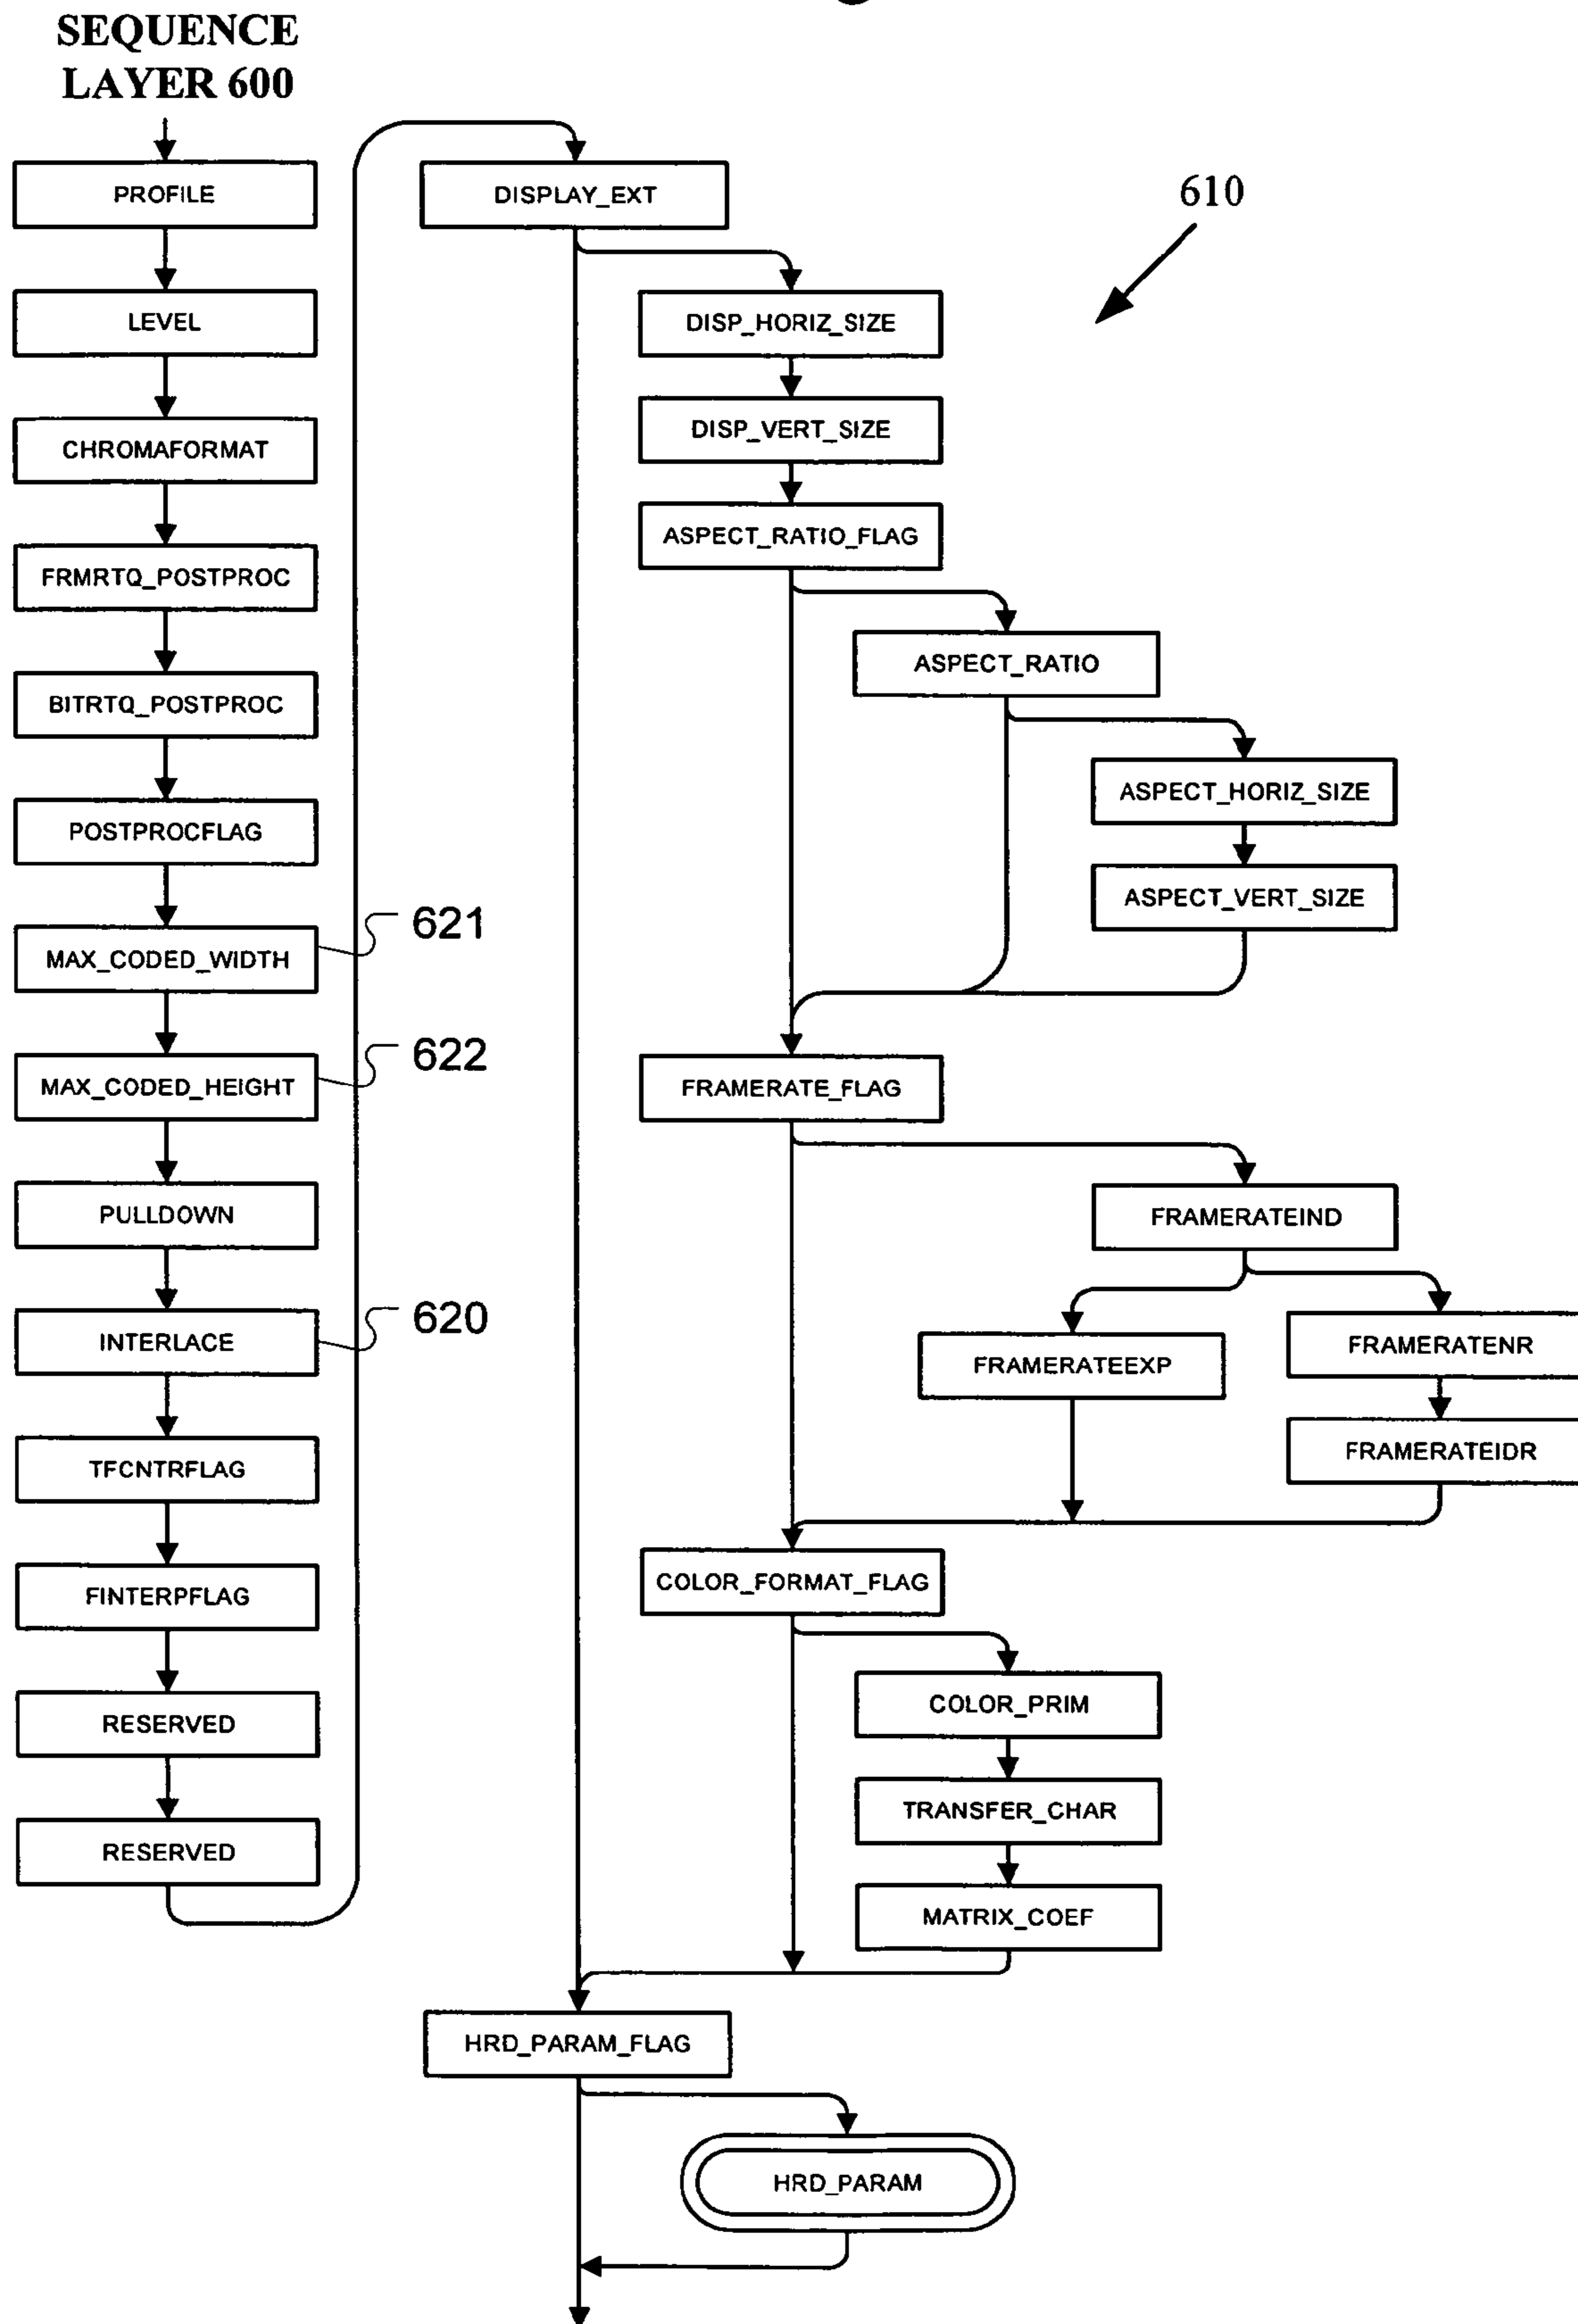 SEQUENCE
LAYER 600
PROFILE
LEVEL
CHROMAFORMAT
FRMRTQ_POSTPROC
BITRTQ_POSTPROC
POSTPROCFLAG
MAX_CODED_WIDTH
621
MAX_CODED_HEIGHT
622
PULLDOWN
INTERLACE
620
TFCNTRFLAG
FINTERPFLAG
RESERVED
RESERVED
DISPLAY_EXT
610
DISP_HORIZ_SIZE
DISP_VERT_SIZE
ASPECT_RATIO_FLAG
ASPECT_RATIO
ASPECT_HORIZ_SIZE
ASPECT_VERT_SIZE
FRAMERATE_FLAG
FRAMERATEIND
FRAMERATEEXP
FRAMERATENR
FRAMERATEIDR
COLOR_FORMAT_FLAG
COLOR_PRIM
TRANSFER_CHAR
MATRIX_COEF
HRD_PARAM_FLAG
HRD_PARAM